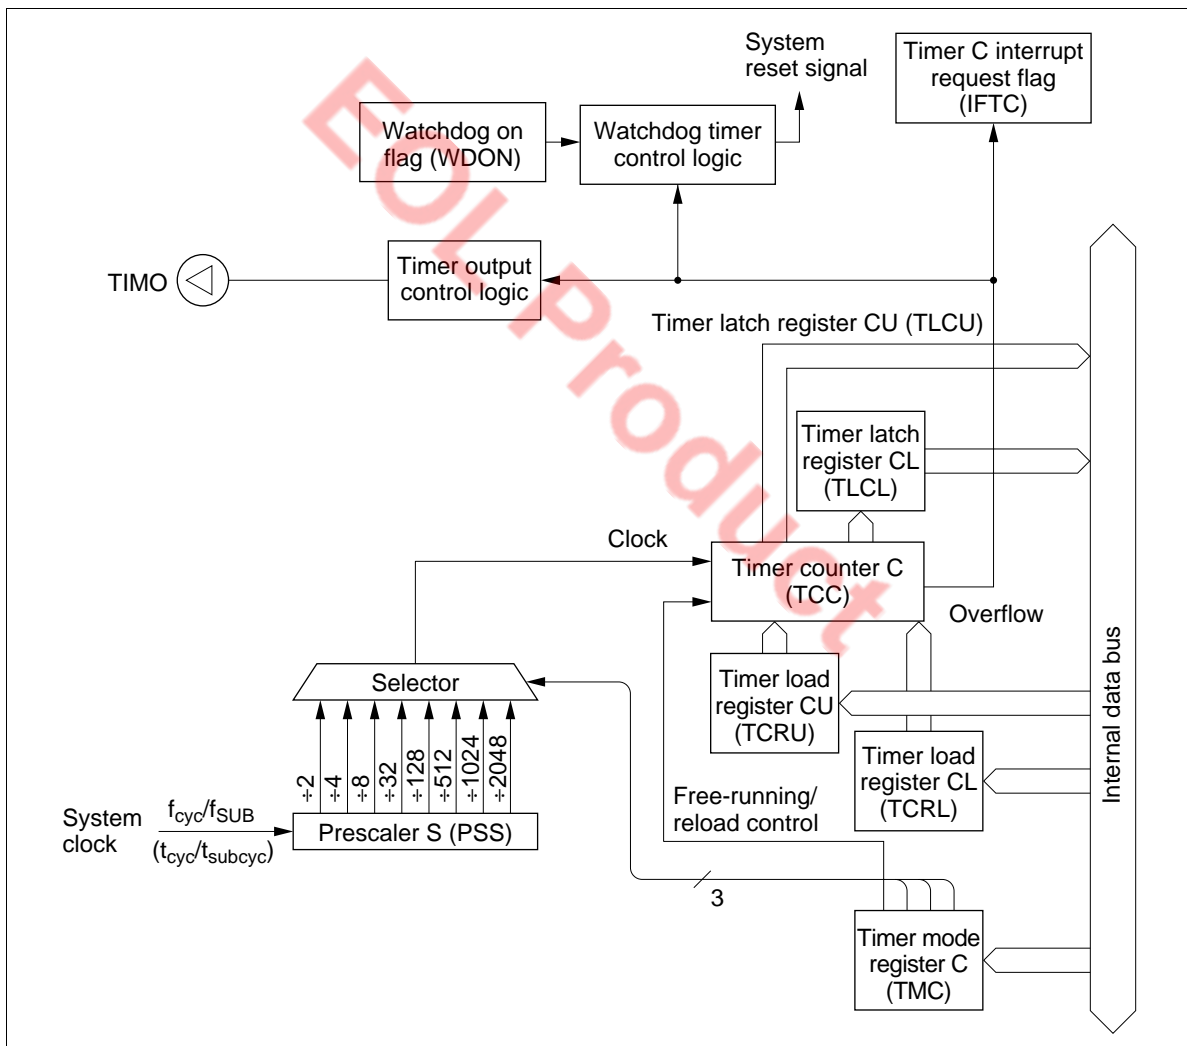 System
reset signal
Timer C interrupt
request flag
(IFTC)
Watchdog on
flag (WDON)
Watchdog timer
control logic
TIMO
Timer output
control logic
Timer latch register CU (TLCU)
Timer latch
register CL
(TLCL)
Clock
Timer counter C
(TCC)
Overflow
Selector
Timer load
register CU
(TCRU)
Timer load
register CL
(TCRL)
Internal data bus
÷2
÷4
÷8
÷32
÷128
÷512
÷1024
÷2048
System
clock
fcyc/fSUB
(tcyc/tsubcyc)
Prescaler S (PSS)
Free-running/
reload control
3
Timer mode
register C
(TMC)
EOL Product